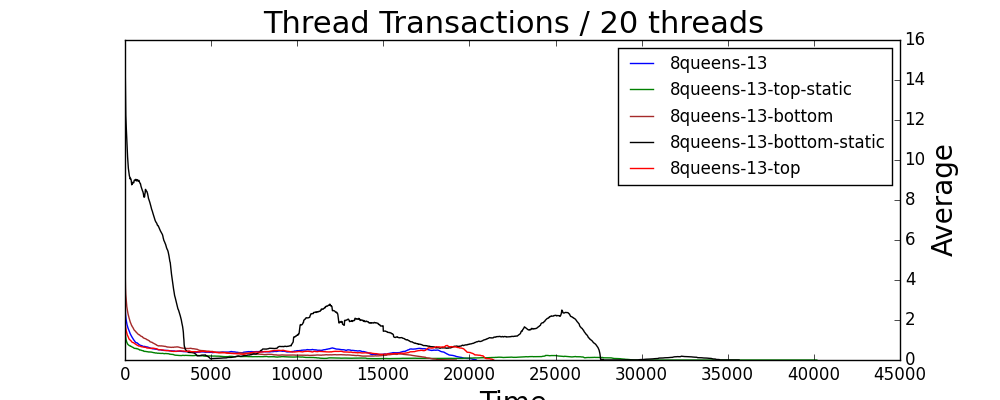 Thread Transactions / 20 threads
16
14
12
10
8
6
4
2
0
Average
8queens-13
8queens-13-top-static
8queens-13-bottom
8queens-13-bottom-static
8queens-13-top
0 5000 10000 15000 20000 25000 30000 35000 40000 45000
Time